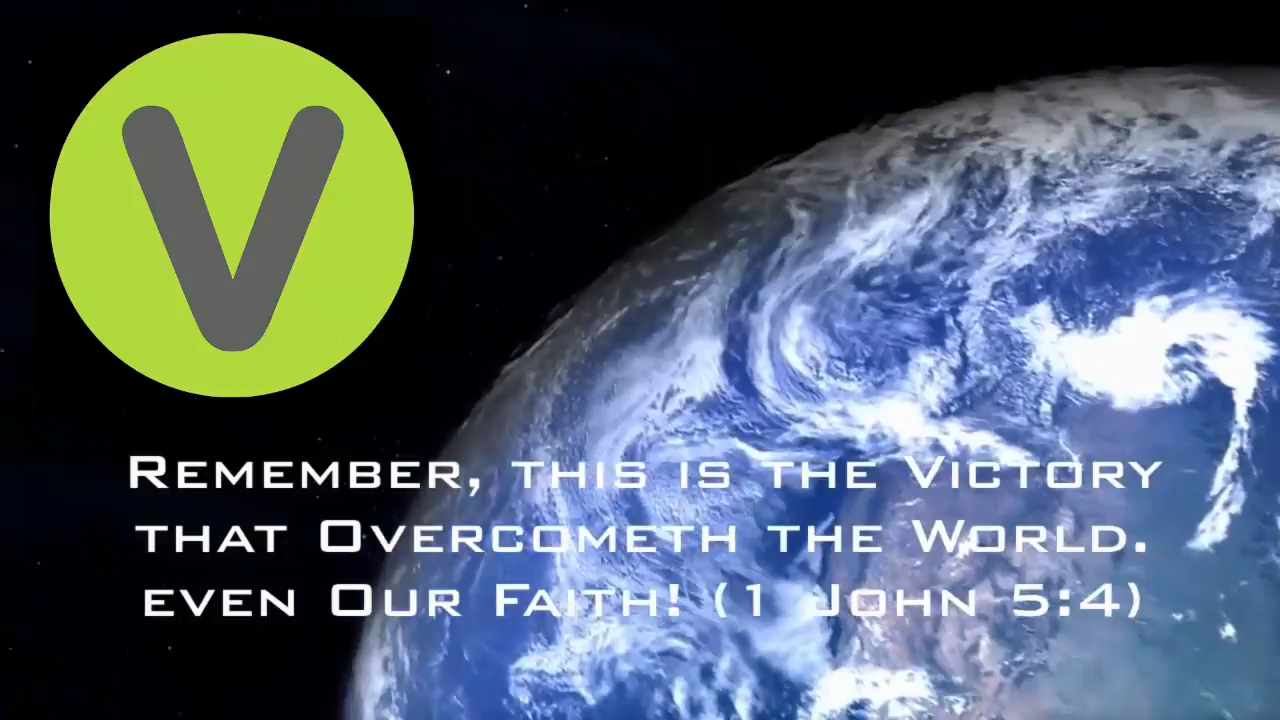 V
Remember, this is the Victory
that Overcometh the World.
even Our Faith! (1 John 5:4)